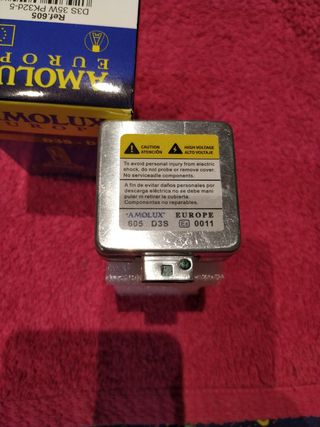 Ref.605
D3S 35W PK32d-5
AMOLUX
EUROPE
AMOLUX
CAUTION
ATENCIÓN
HIGH VOLTAGE
ALTO VOLTAJE
To avoid personal injury from electric
shock, do not probe or remove cover.
No serviceadle components.
A fin de evitar daños personales por
descarga eléctrica no se debe mani
pular ni retirar la cubierta.
Componentas no reparables.
AMOLUX EUROPE
605 D3S 0011